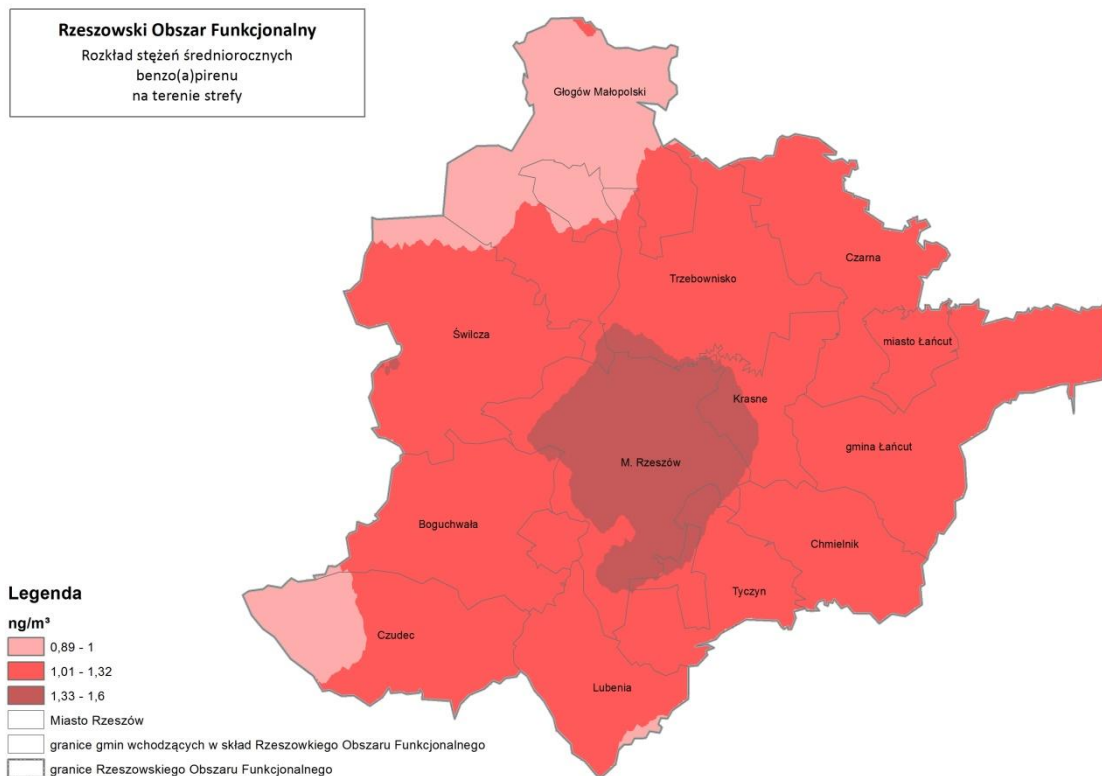 Rzeszowski Obszar Funkcjonalny
Rozkład stężeń średniorocznych
benzo(a)pirenu
na terenie strefy
Głogów Małopolski
Czarna
Trzebownisko
Świlcza
miasto Łańcut
Krasne
gmina Łańcut
M. Rzeszów
Boguchwała
Chmielnik
Tyczyn
Czudec
Lubenia
Legenda
ng/m³
0,89 - 1
1,01 - 1,32
1,33 - 1,6
Miasto Rzeszów
granice gmin wchodzących w skład Rzeszowkiego Obszaru Funkcjonalnego
granice Rzeszowskiego Obszaru Funkcjonalnego